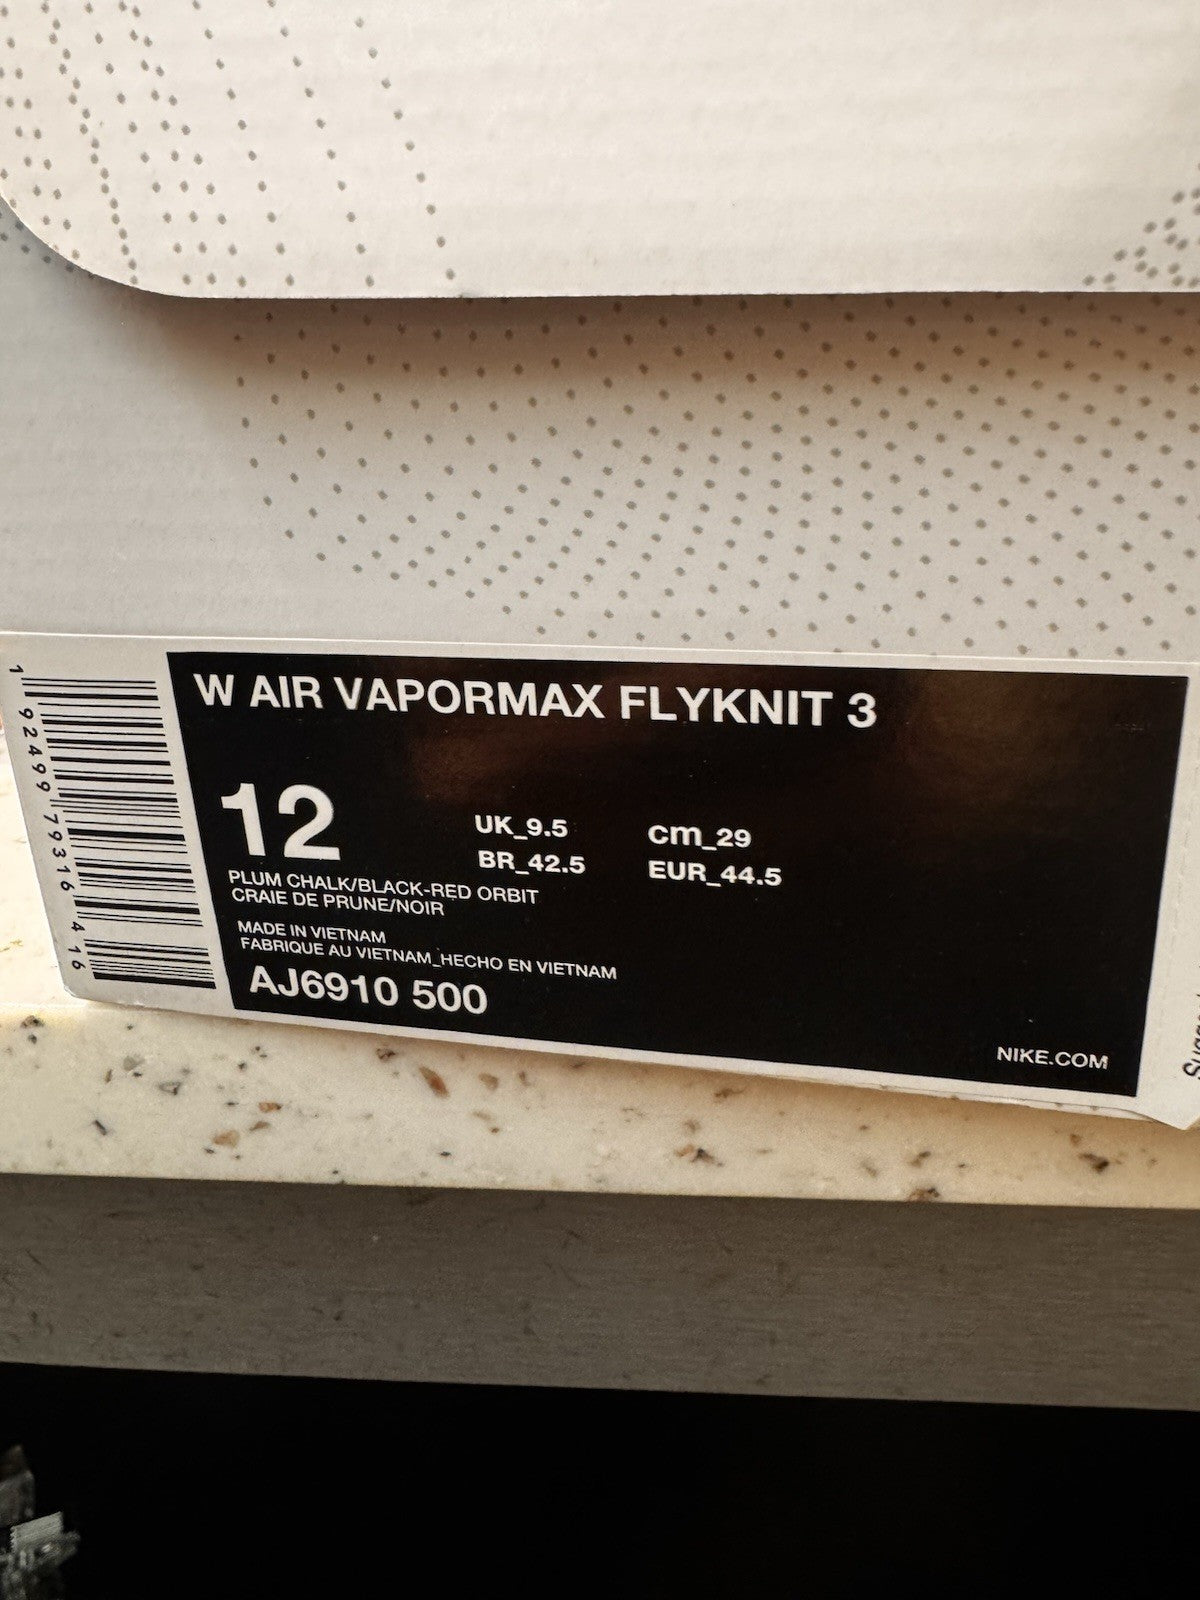 W AIR VAPORMAX FLYKNIT 3
12
UK_9.5 cm_29
BR_42.5 EUR_44.5
PLUM CHALK/BLACK-RED ORBIT
CRAIE DE PRUNE/NOIR
MADE IN VIETNAM
FABRIQUE AU VIETNAM_HECHO EN VIETNAM
AJ6910 500
NIKE.COM
1 92499 79316 4 16